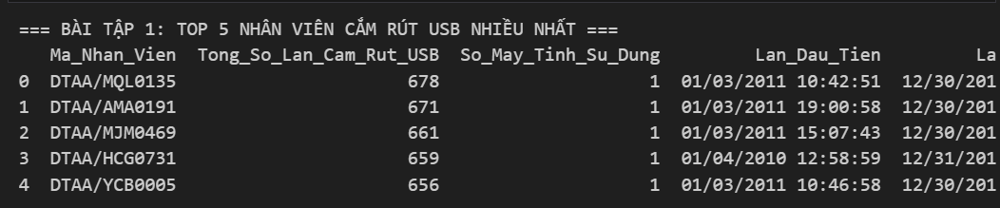 === BÀI TẬP 1: TOP 5 NHÂN VIÊN CẮM RÚT USB NHIỀU NHẤT ===
Ma_Nhan_Vien Tong_So_Lan_Cam_Rut_USB So_May_Tinh_Su_Dung Lan_Dau_Tien La
0 DTAA/MQL0135 678 1 01/03/2011 10:42:51 12/30/201
1 DTAA/AMA0191 671 1 01/03/2011 19:00:58 12/30/201
2 DTAA/MJM0469 661 1 01/03/2011 15:07:43 12/30/201
3 DTAA/HCG0731 659 1 01/04/2010 12:58:59 12/31/201
4 DTAA/YCB0005 656 1 01/03/2011 10:46:58 12/30/201